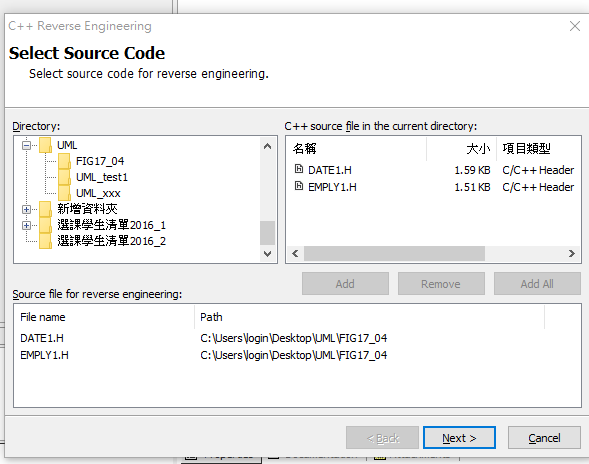 C++ Reverse Engineering
Select Source Code
Select source code for reverse engineering.
Directory:
UML
FIG17_04
UML_test1
UML_xxx
新增資料夾
選課學生清單2016_1
選課學生清單2016_2
C++ source file in the current directory:
名稱 大小 項目類型
DATE1.H 1.59 KB C/C++ Header
EMPLY1.H 1.51 KB C/C++ Header
Add Remove Add All
Source file for reverse engineering:
File name Path
DATE1.H C:\Users\login\Desktop\UML\FIG17_04
EMPLY1.H C:\Users\login\Desktop\UML\FIG17_04
< Back Next > Cancel